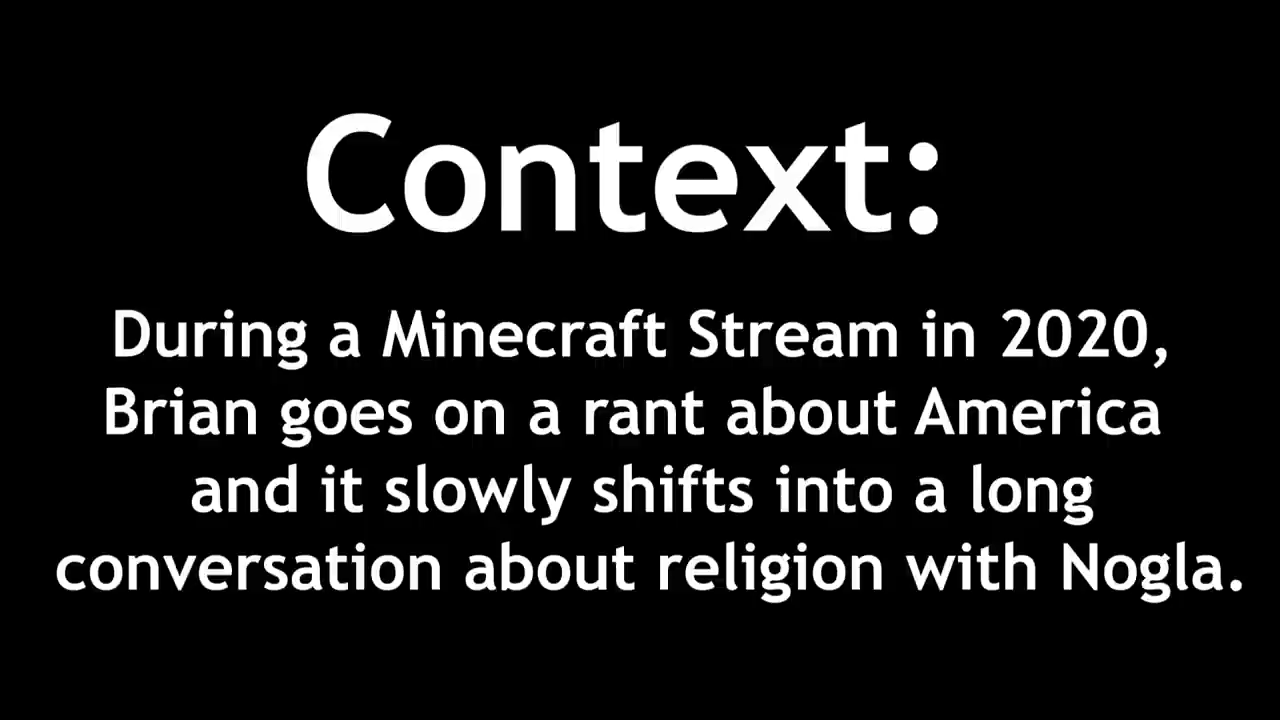 Context:
During a Minecraft Stream in 2020,
Brian goes on a rant about America
and it slowly shifts into a long
conversation about religion with Nogla.